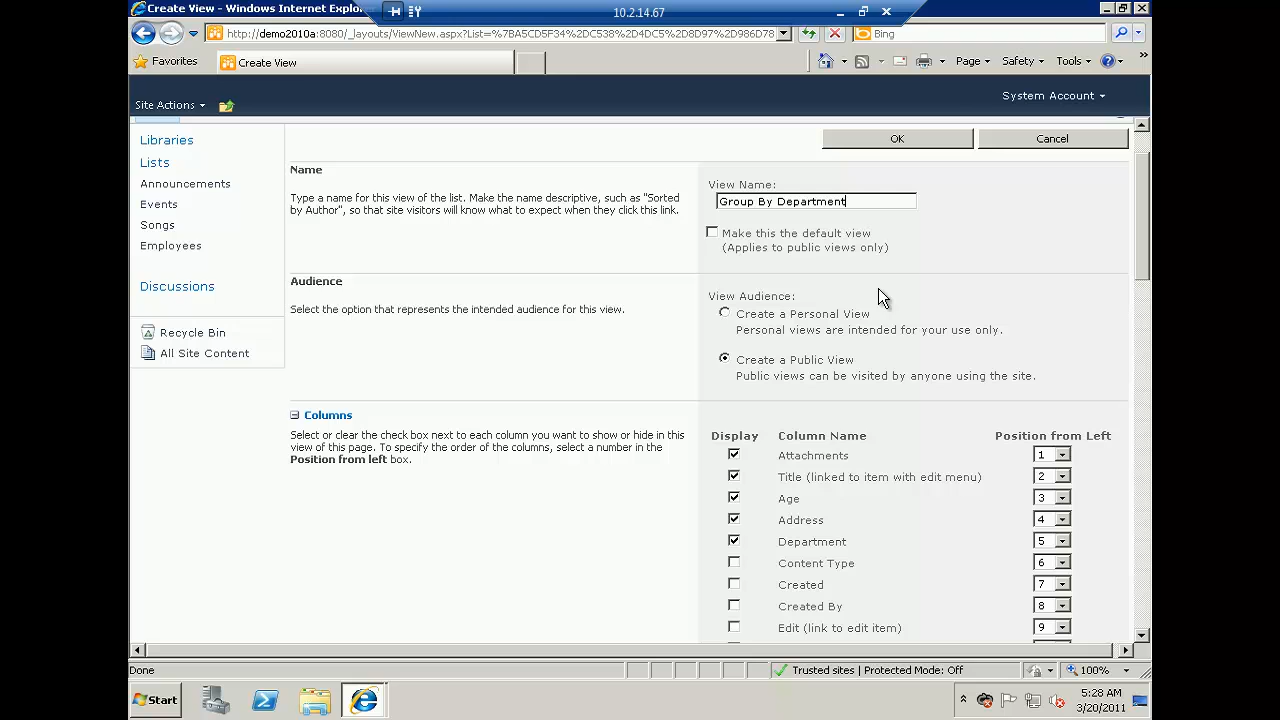 Create View - Windows Internet Explor
10.2.14.67
http://demo2010a:8080/_layouts/ViewNew.aspx?List=%7BA5CD5F34%2DC538%2D4DC5%2D8D97%2D986D78
Bing
Favorites
Create View
Page
Safety
Tools
Site Actions
System Account
Libraries
Lists
Announcements
Events
Songs
Employees
Discussions
Recycle Bin
All Site Content
OK
Cancel
Name
Type a name for this view of the list. Make the name descriptive, such as "Sorted
by Author", so that site visitors will know what to expect when they click this link.
View Name:
Group By Department
Make this the default view
(Applies to public views only)
Audience
Select the option that represents the intended audience for this view.
View Audience:
Create a Personal View
Personal views are intended for your use only.
Create a Public View
Public views can be visited by anyone using the site.
Columns
Select or clear the check box next to each column you want to show or hide in this
view of this page. To specify the order of the columns, select a number in the
Position from left box.
Display Column Name Position from Left
Attachments 1
Title (linked to item with edit menu) 2
Age 3
Address 4
Department 5
Content Type 6
Created 7
Created By 8
Edit (link to edit item) 9
Done
Trusted sites | Protected Mode: Off
100%
Start
5:28 AM
3/20/2011